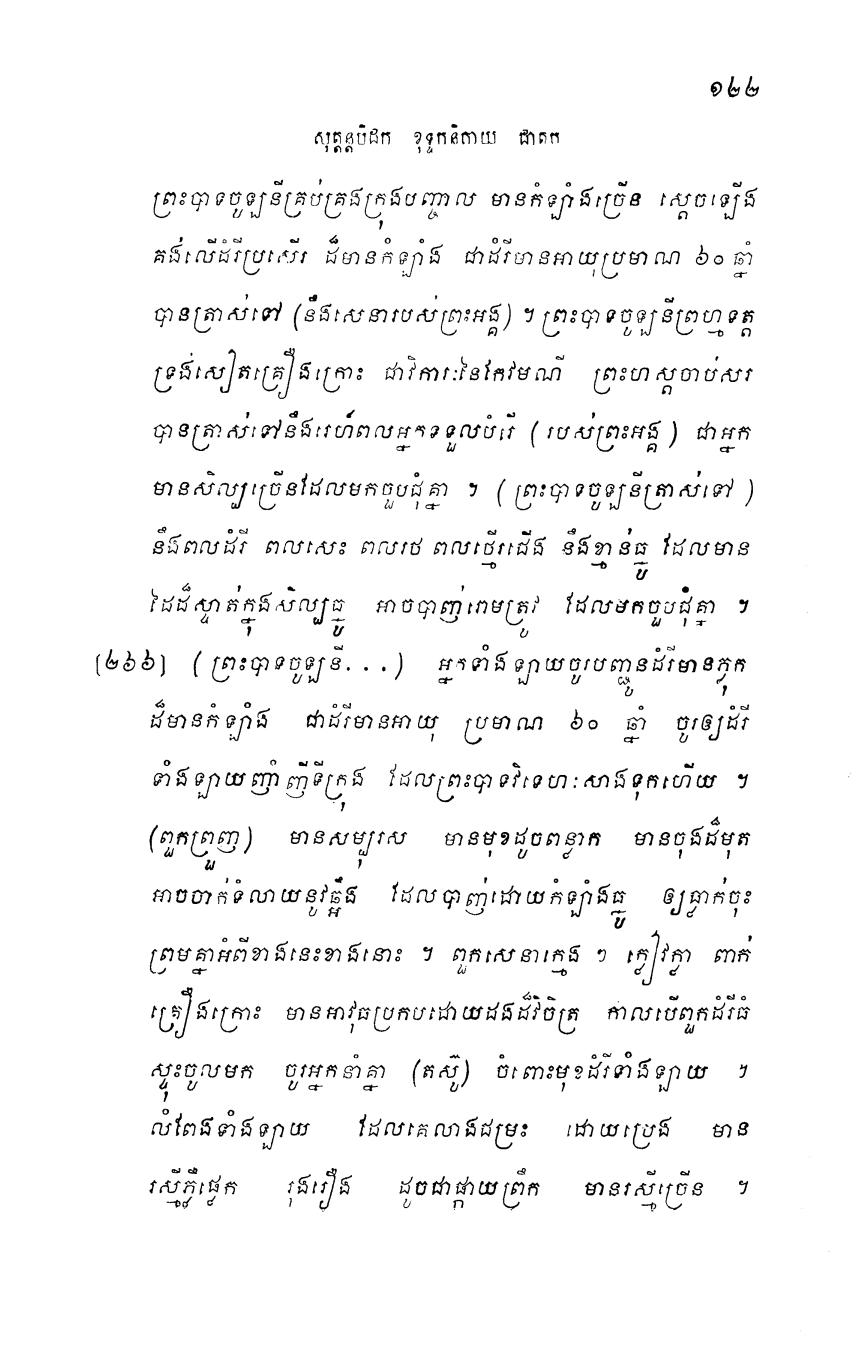 ១២២
សុត្តន្តបិដក ខុទ្ទកនិកាយ ជាតក
ព្រះបាទចូឡនីគ្រប់គ្រងក្រុងបញ្ចាល មានកំឡាំងច្រើន ស្តេចឡើង
គង់លើដំរីប្រសើរ ដ៏មានកំឡាំង ជាដំរីមានអាយុប្រមាណ ៦០ ឆ្នាំ
បានត្រាស់ទៅ (នឹងសេនារបស់ព្រះអង្គ) ។ ព្រះបាទចូឡនីព្រហ្មទត្ត
ទ្រង់សៀតគ្រឿងក្រោះ ជាវិការៈនៃកែវមណី ព្រះហស្តចាប់សរ
បានត្រាស់ទៅនឹងរេហ៍ពលអ្នកទទួលបំរើ ( របស់ព្រះអង្គ ) ជាអ្នក
មានសិល្បច្រើនដែលមកចួបជុំគ្នា ។ ( ព្រះបាទចូឡនីត្រាស់ទៅ )
នឹងពលដំរី ពលសេះ ពលរថ ពលថ្មើរជើង នឹងខ្មាន់ធ្នូ ដែលមាន
ដៃដ៏ស្ទាត់ក្នុងសិល្បធ្នូ អាចបាញ់រោមត្រូវ ដែលមកចួបជុំគ្នា ។
[២៦៦] (ព្រះបាទចូឡនី. . .) អ្នកទាំងឡាយចូរបញ្ជូនដំរីមានភ្លុក
ដ៏មានកំឡាំង ជាដំរីមានអាយុ ប្រមាណ ៦០ ឆ្នាំ ចូរឲ្យដំរី
ទាំងឡាយញាំញីទីក្រុង ដែលព្រះបាទវិទេហៈសាងទុកហើយ ។
(ពួកព្រួញ) មានសម្បុរស មានមុខដូចពន្លាក មានចុងដ៏មុត
អាចចាក់ទំលាយនូវឆ្អឹង ដែលបាញ់ដោយកំឡាំងធ្នូ ឲ្យធ្លាក់ចុះ
ព្រមគ្នាអំពីខាងនេះខាងនោះ ។ ពួកសេនាក្មេង ៗ ក្លៀវក្លា ពាក់
គ្រឿងក្រោះ មានអាវុធប្រកបដោយដងដ៏វិចិត្រ កាលបើពួកដំរីធំ
ស្ទុះចូលមក ចូរអ្នកនាំគ្នា (តស៊ូ) ចំពោះមុខដំរីទាំងឡាយ ។
លំពែងទាំងឡាយ ដែលគេលាងជម្រះ ដោយប្រេង មាន
រស្មីភ្លឺផ្លេក រុងរឿង ដូចជាផ្កាយព្រឹក មានរស្មីច្រើន ។